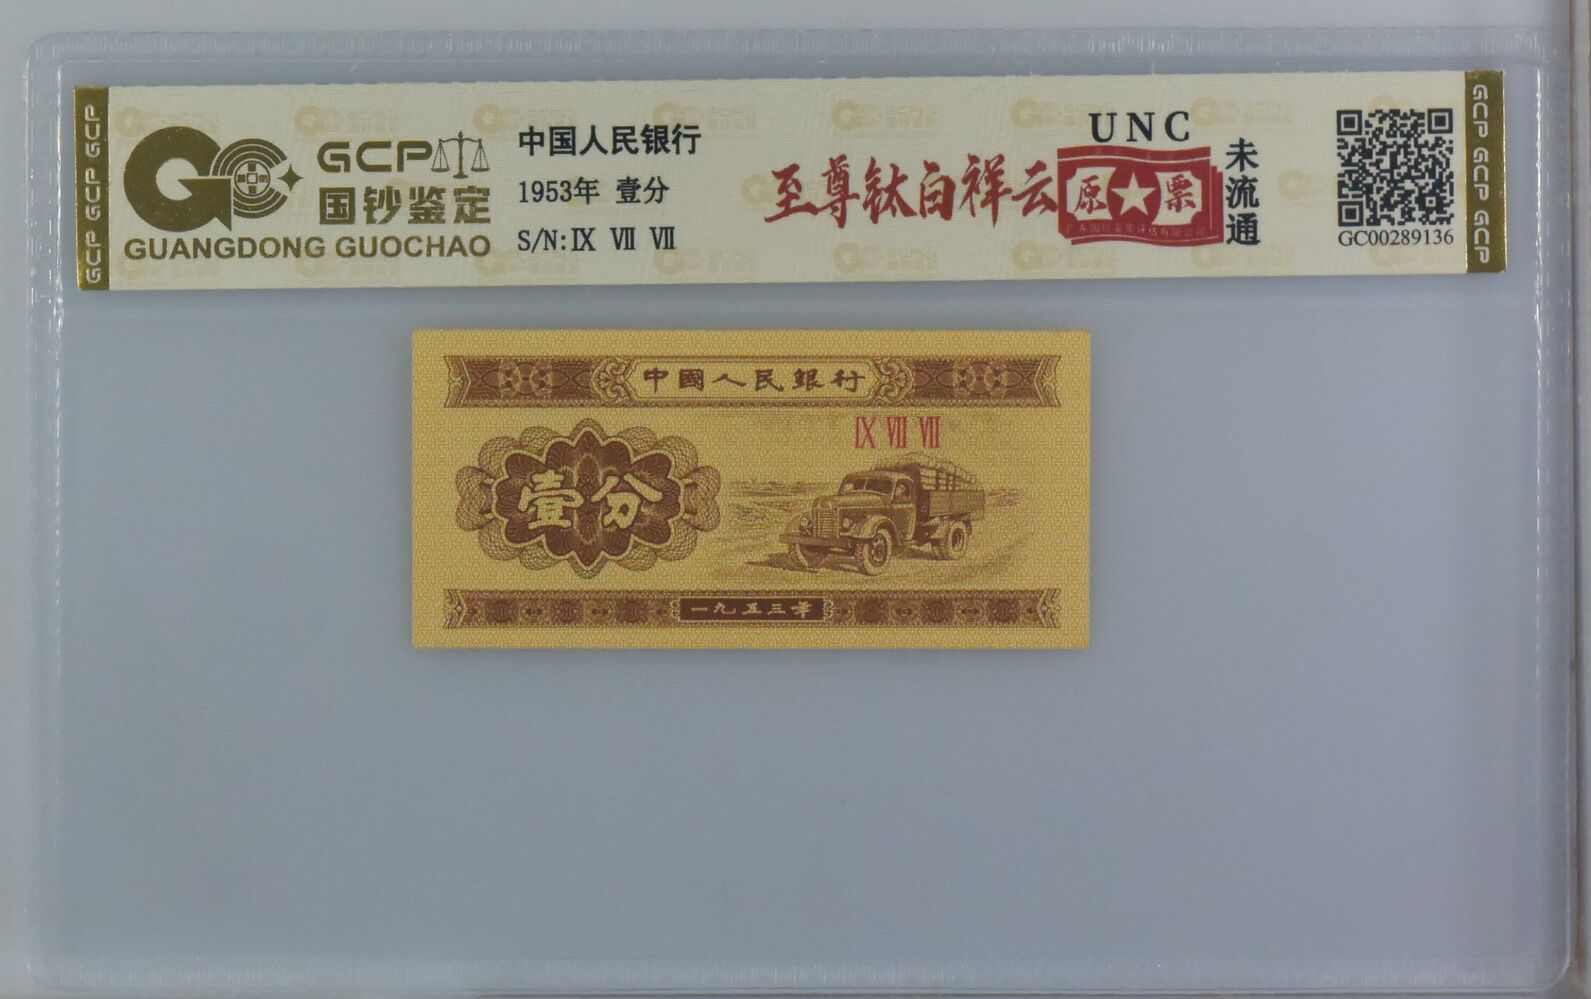 GCP GCP GCP
GCP
国钞鉴定
GUANGDONG GUOCHAO
中国人民银行
1953年 壹分
S/N:Ⅸ Ⅶ Ⅶ
至尊钛白祥云
UNC
原★票
未流通
GC00289136
GCP GCP GCP
中國人民銀行
Ⅸ Ⅶ Ⅶ
壹分
一九五三年